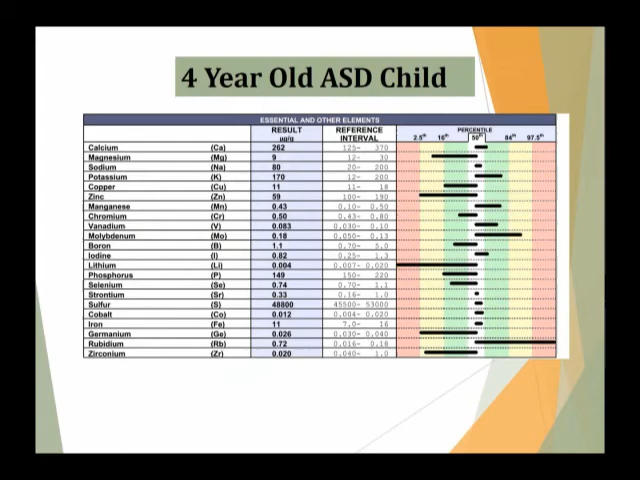 4 Year Old ASD Child
ESSENTIAL AND OTHER ELEMENTS
RESULT µg/g REFERENCE INTERVAL PERCENTILE 2.5th 16th 50th 84th 97.5th
Calcium (Ca) 262 125- 370
Magnesium (Mg) 9 12- 30
Sodium (Na) 80 20- 200
Potassium (K) 170 12- 200
Copper (Cu) 11 11- 18
Zinc (Zn) 59 100- 190
Manganese (Mn) 0.43 0.10- 0.50
Chromium (Cr) 0.50 0.43- 0.80
Vanadium (V) 0.083 0.030- 0.10
Molybdenum (Mo) 0.18 0.050- 0.13
Boron (B) 1.1 0.70- 5.0
Iodine (I) 0.82 0.25- 1.3
Lithium (Li) 0.004 0.007- 0.020
Phosphorus (P) 149 150- 220
Selenium (Se) 0.74 0.70- 1.1
Strontium (Sr) 0.33 0.16- 1.0
Sulfur (S) 48800 45500- 53000
Cobalt (Co) 0.012 0.004- 0.020
Iron (Fe) 11 7.0- 16
Germanium (Ge) 0.026 0.030- 0.040
Rubidium (Rb) 0.72 0.016- 0.18
Zirconium (Zr) 0.020 0.040- 1.0